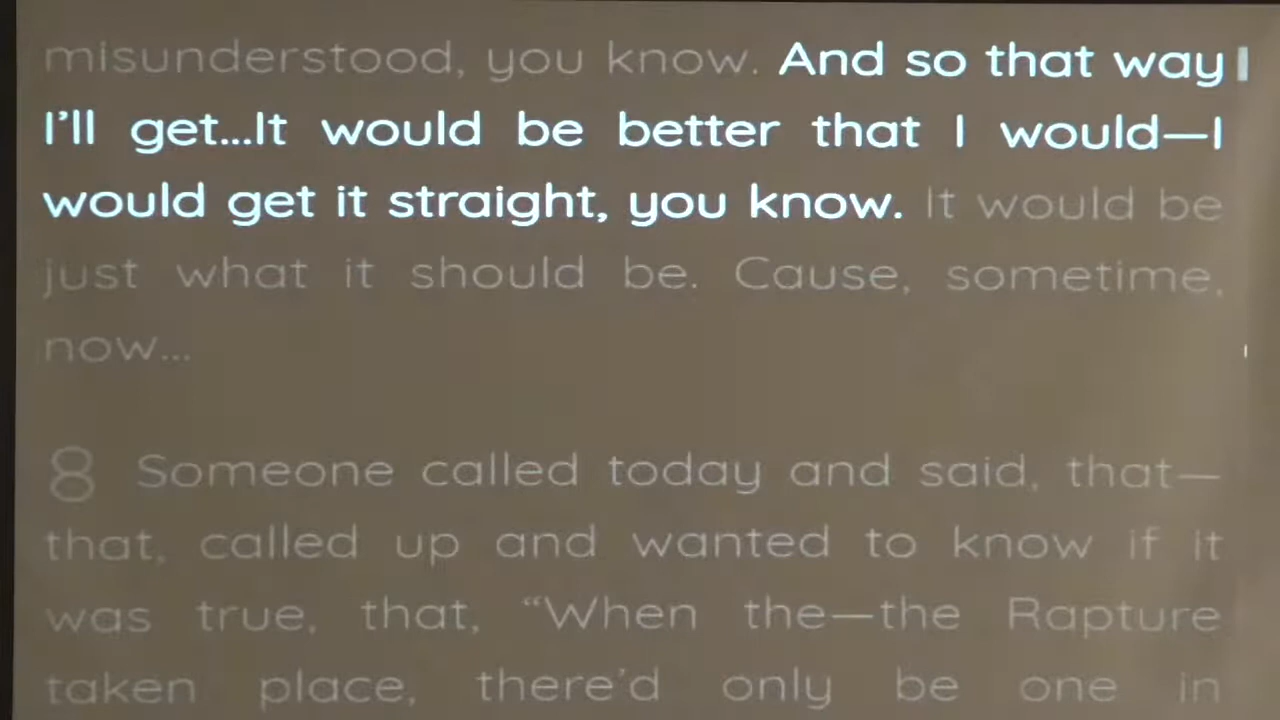 misunderstood, you know. And so that way I
I'll get...It would be better that I would—I
would get it straight, you know. It would be
just what it should be. Cause, sometime,
now...
8 Someone called today and said, that—
that, called up and wanted to know if it
was true, that, “When the—the Rapture
taken place, there'd only be one in